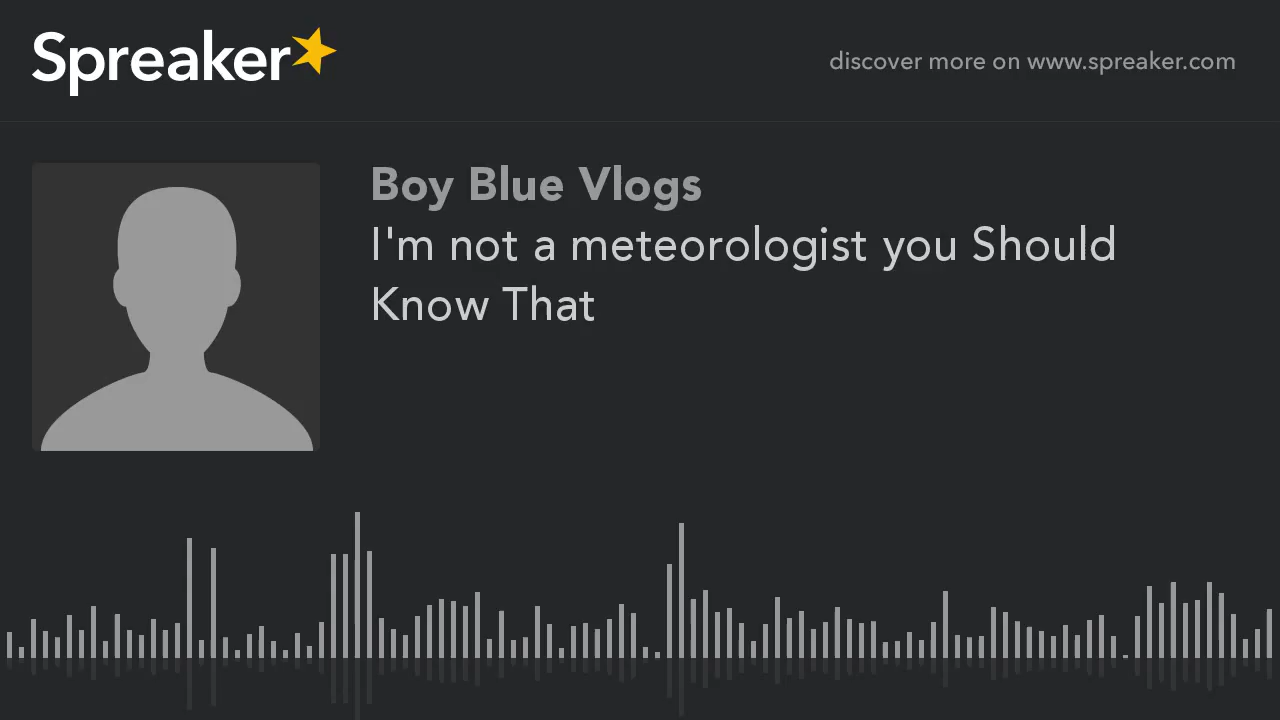 Spreaker
discover more on www.spreaker.com
Boy Blue Vlogs
I'm not a meteorologist you Should
Know That